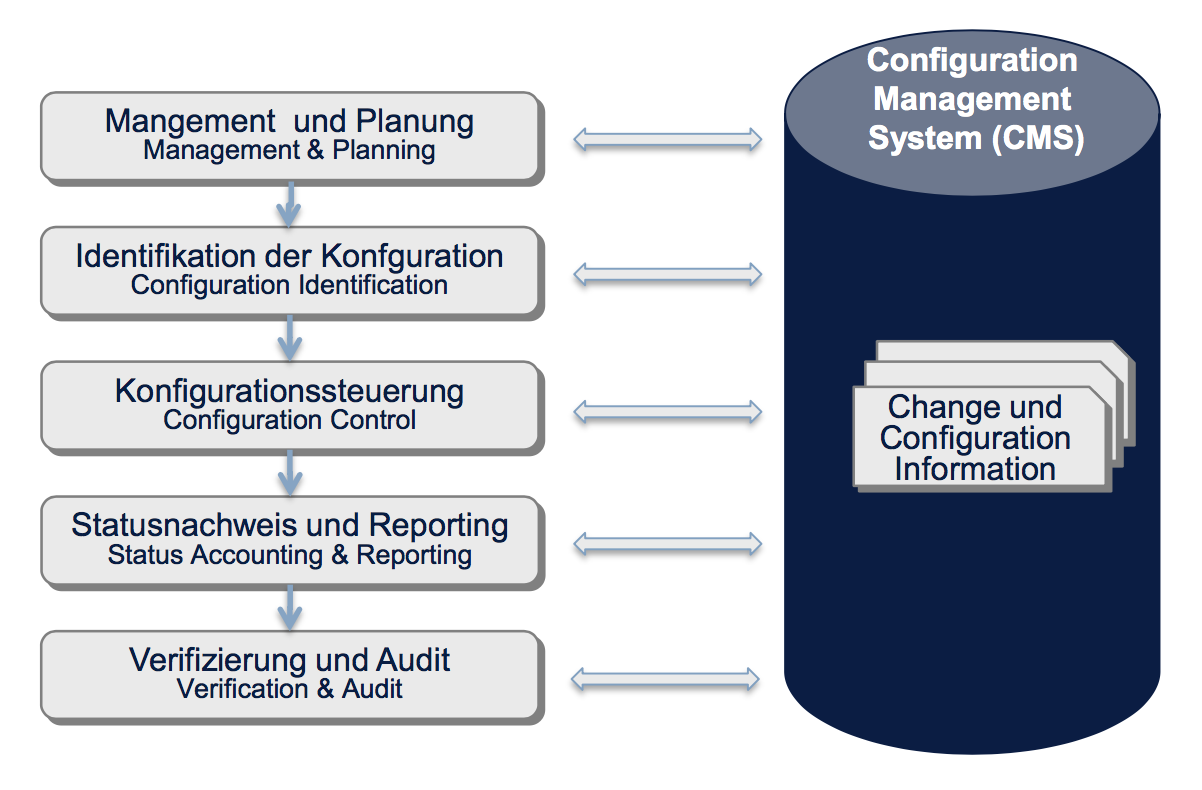 Mangement und Planung
Management & Planning
Identifikation der Konfguration
Configuration Identification
Konfigurationssteuerung
Configuration Control
Statusnachweis und Reporting
Status Accounting & Reporting
Verifizierung und Audit
Verification & Audit
Configuration
Management
System (CMS)
Change und
Configuration
Information